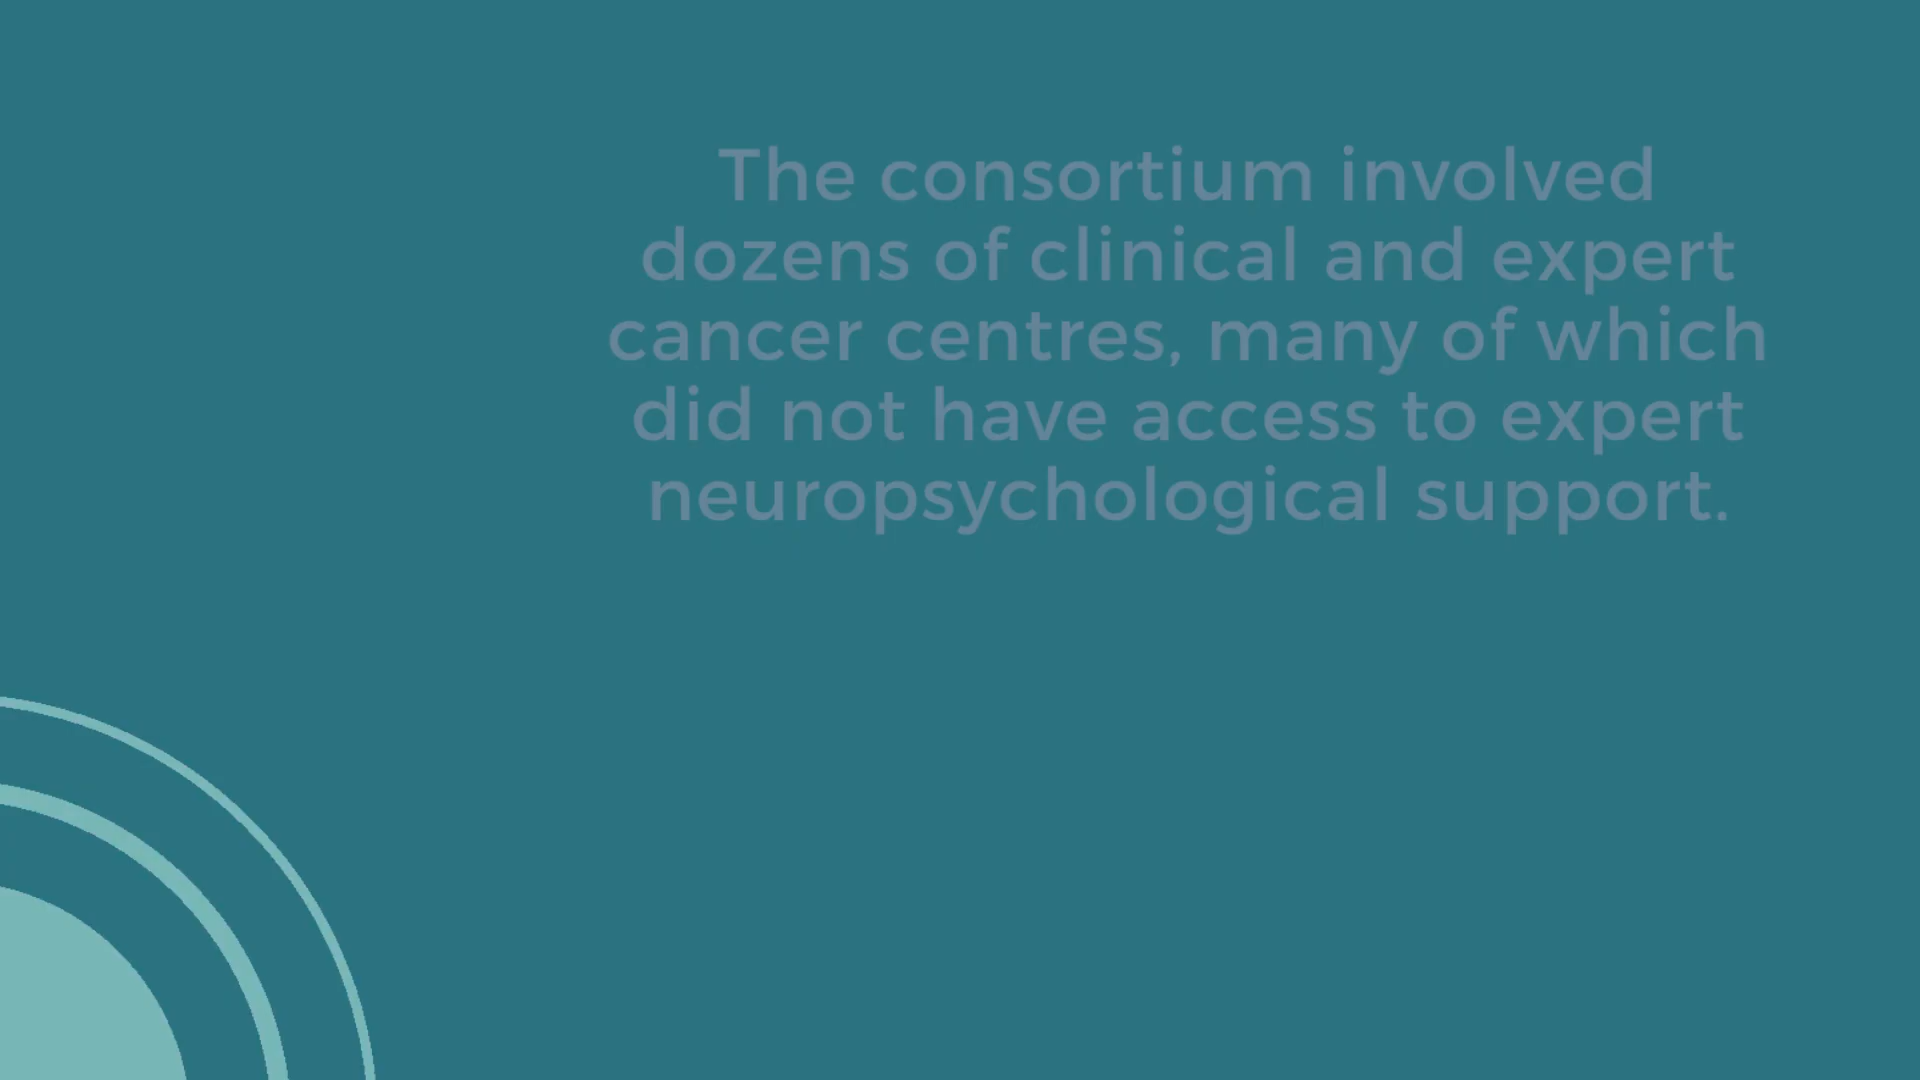 The consortium involved
dozens of clinical and expert
cancer centres, many of which
did not have access to expert
neuropsychological support.